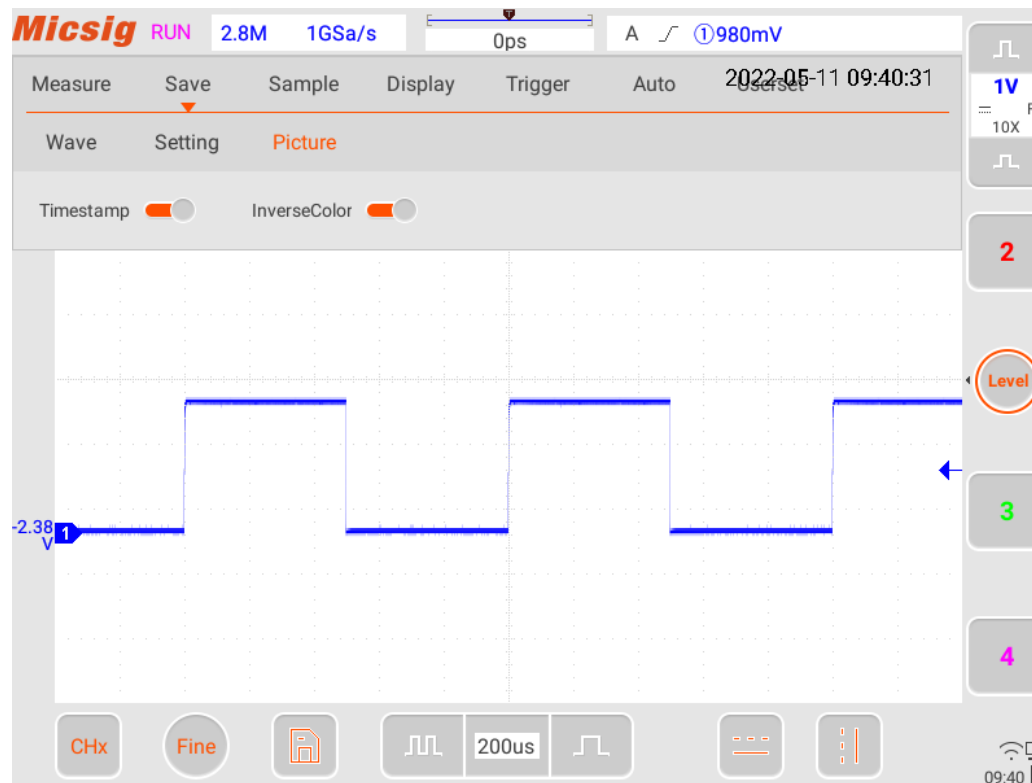 Micsig RUN 2.8M 1GSa/s 0ps A ①980mV
Measure Save Sample Display Trigger Auto Userset 2022-05-11 09:40:31
1V
10X
Wave Setting Picture
Timestamp InverseColor
2
Level
-2.38
V
1
3
4
CHx Fine 200us
09:40